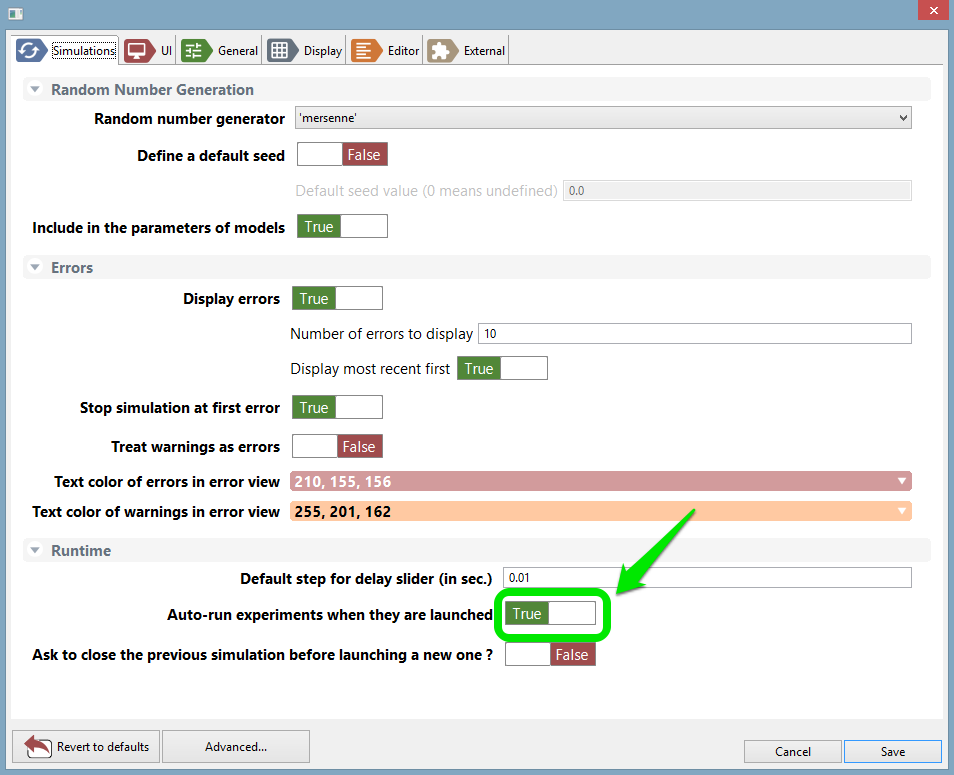 Simulations UI General Display Editor External
Random Number Generation
Random number generator 'mersenne'
Define a default seed False
Default seed value (0 means undefined) 0.0
Include in the parameters of models True
Errors
Display errors True
Number of errors to display 10
Display most recent first True
Stop simulation at first error True
Treat warnings as errors False
Text color of errors in error view 210, 155, 156
Text color of warnings in error view 255, 201, 162
Runtime
Default step for delay slider (in sec.) 0.01
Auto-run experiments when they are launched True
Ask to close the previous simulation before launching a new one ? False
Revert to defaults Advanced... Cancel Save